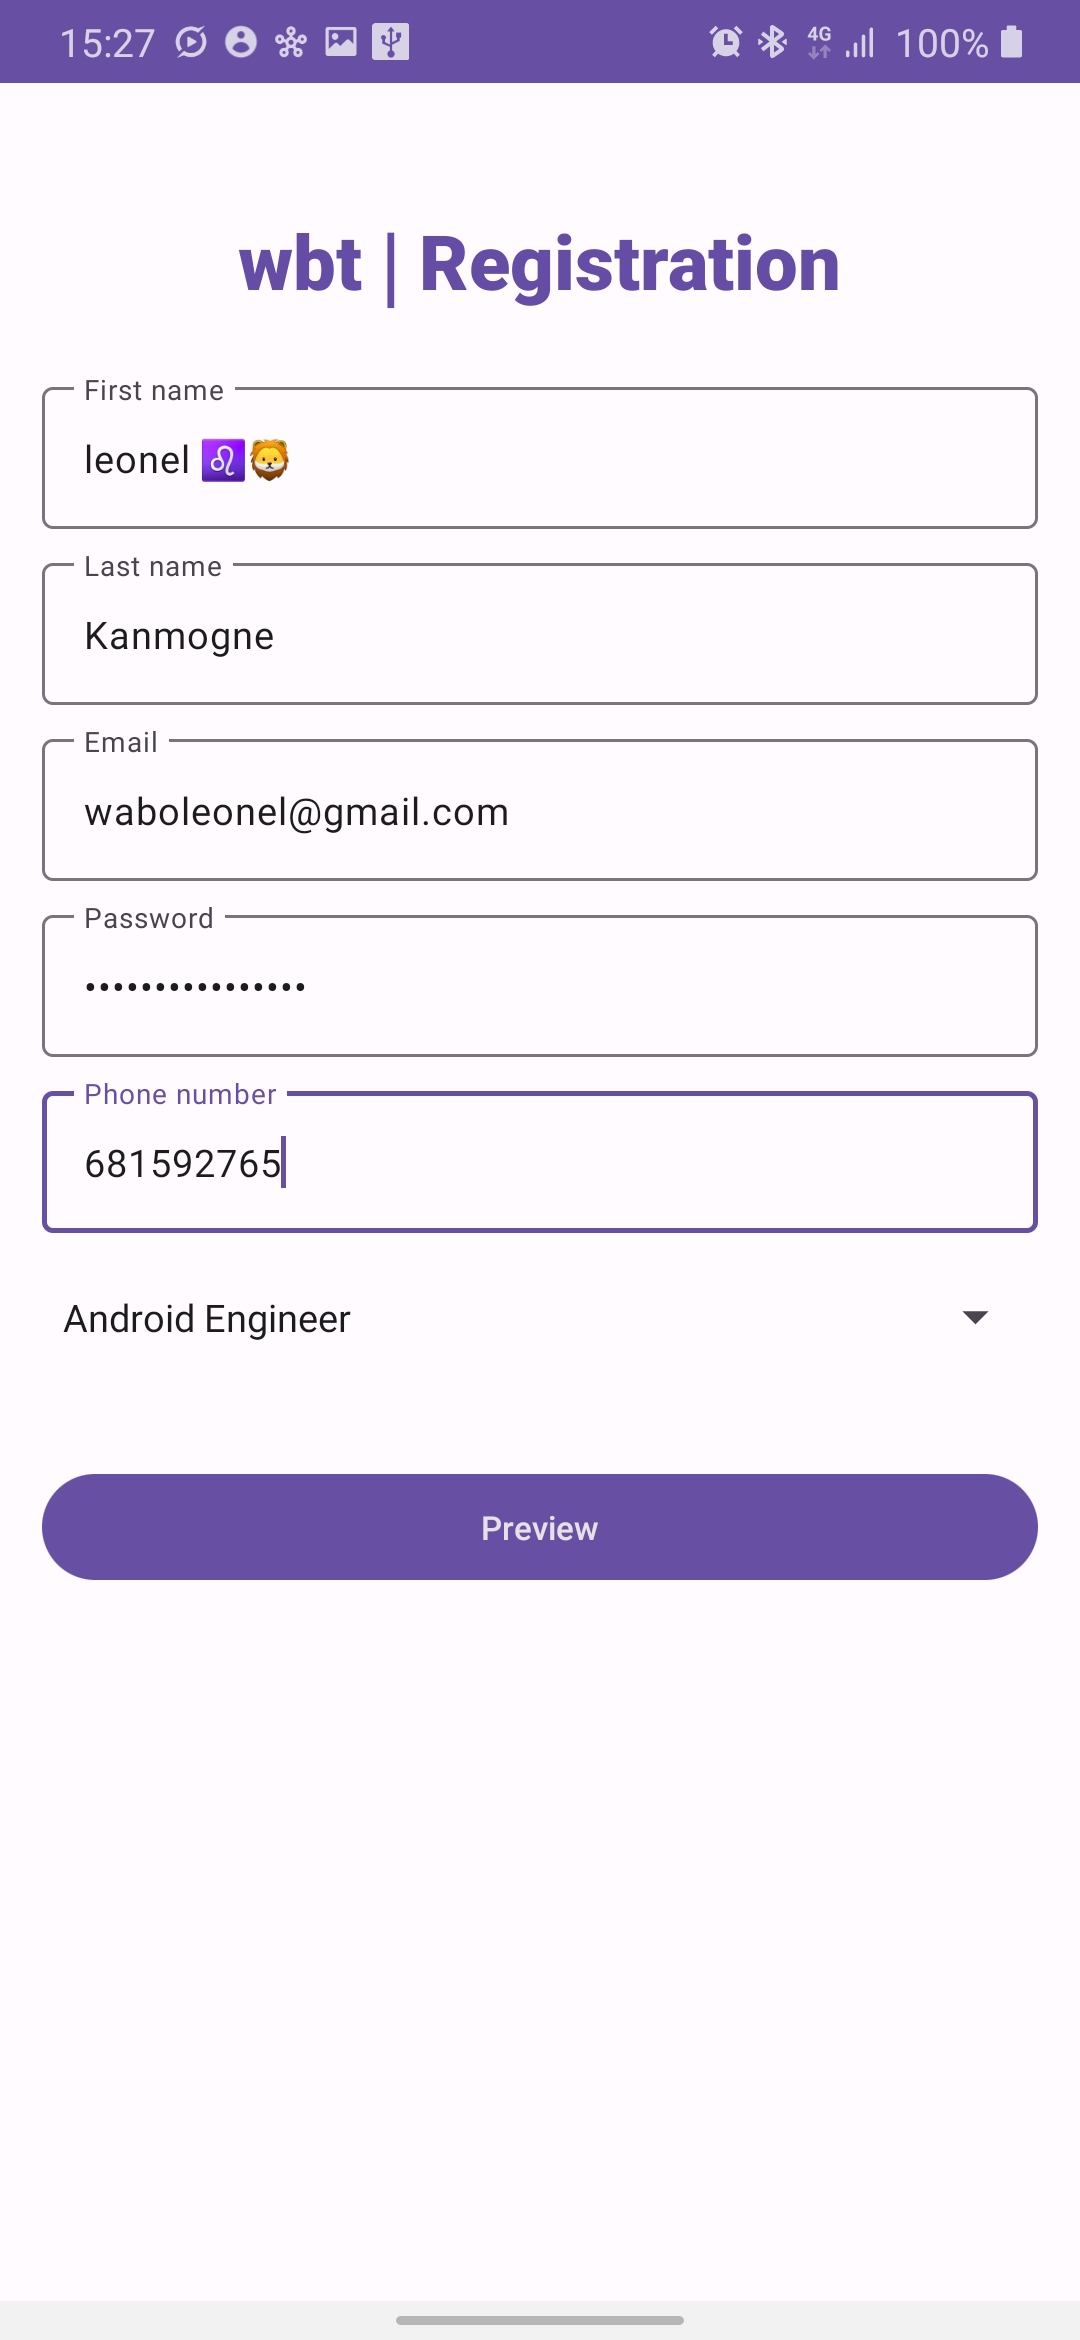 15:27 4G 100%
wbt | Registration
First name
leonel ♌🦁
Last name
Kanmogne
Email
waboleonel@gmail.com
Password
••••••••••••••••
Phone number
681592765
Android Engineer
Preview